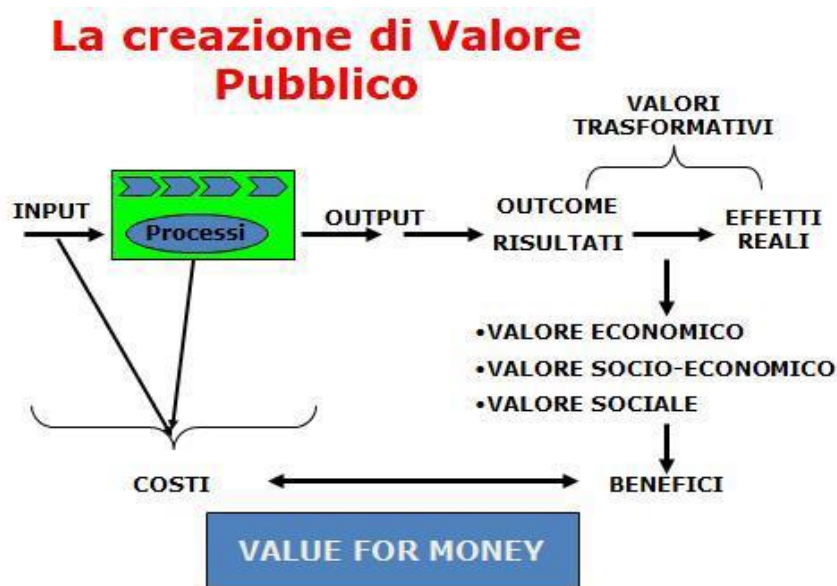 La creazione di Valore
Pubblico
VALORI
TRASFORMATIVI
INPUT
Processi
OUTPUT
OUTCOME
RISULTATI
EFFETTI
REALI
•VALORE ECONOMICO
•VALORE SOCIO-ECONOMICO
•VALORE SOCIALE
COSTI
BENEFICI
VALUE FOR MONEY